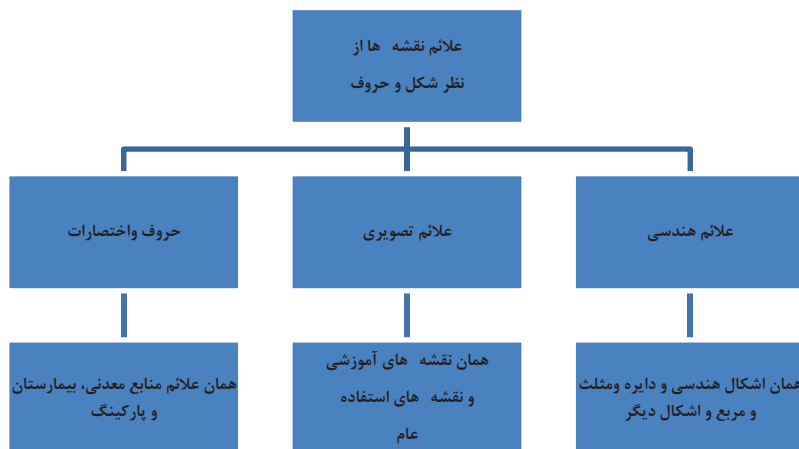 علائم نقشه ها از
نظر شکل و حروف
علائم هندسی
علائم تصویری
حروف واختصارات
همان اشکال هندسی و دایره ومثلث
و مربع و اشکال دیگر
همان نقشه های آموزشی
و نقشه های استفاده
عام
همان علائم منابع معدنی، بیمارستان
و پارکینگ